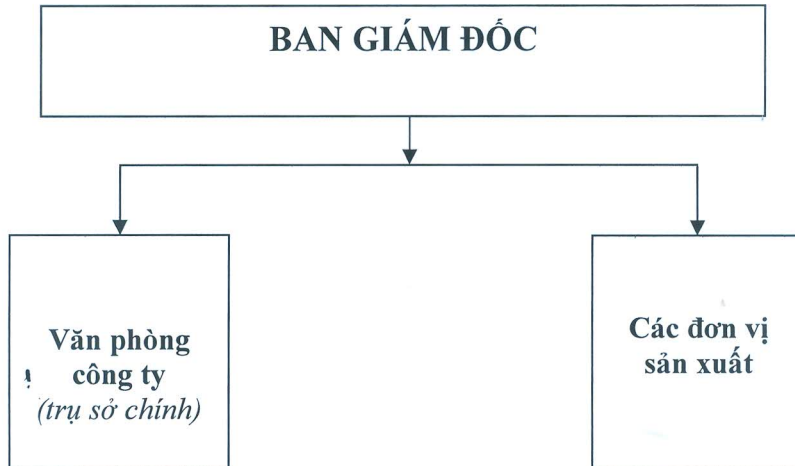 BAN GIÁM ĐỐC
Văn phòng
công ty
(trụ sở chính)
Các đơn vị
sản xuất